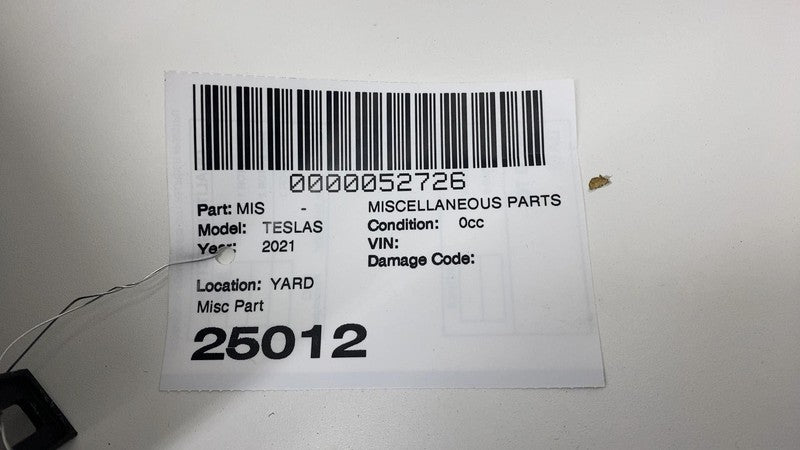 0000052726
Part: MIS - MISCELLANEOUS PARTS
Model: TESLAS Condition: 0cc
Year: 2021 VIN:
Damage Code:
Location: YARD
Misc Part
25012